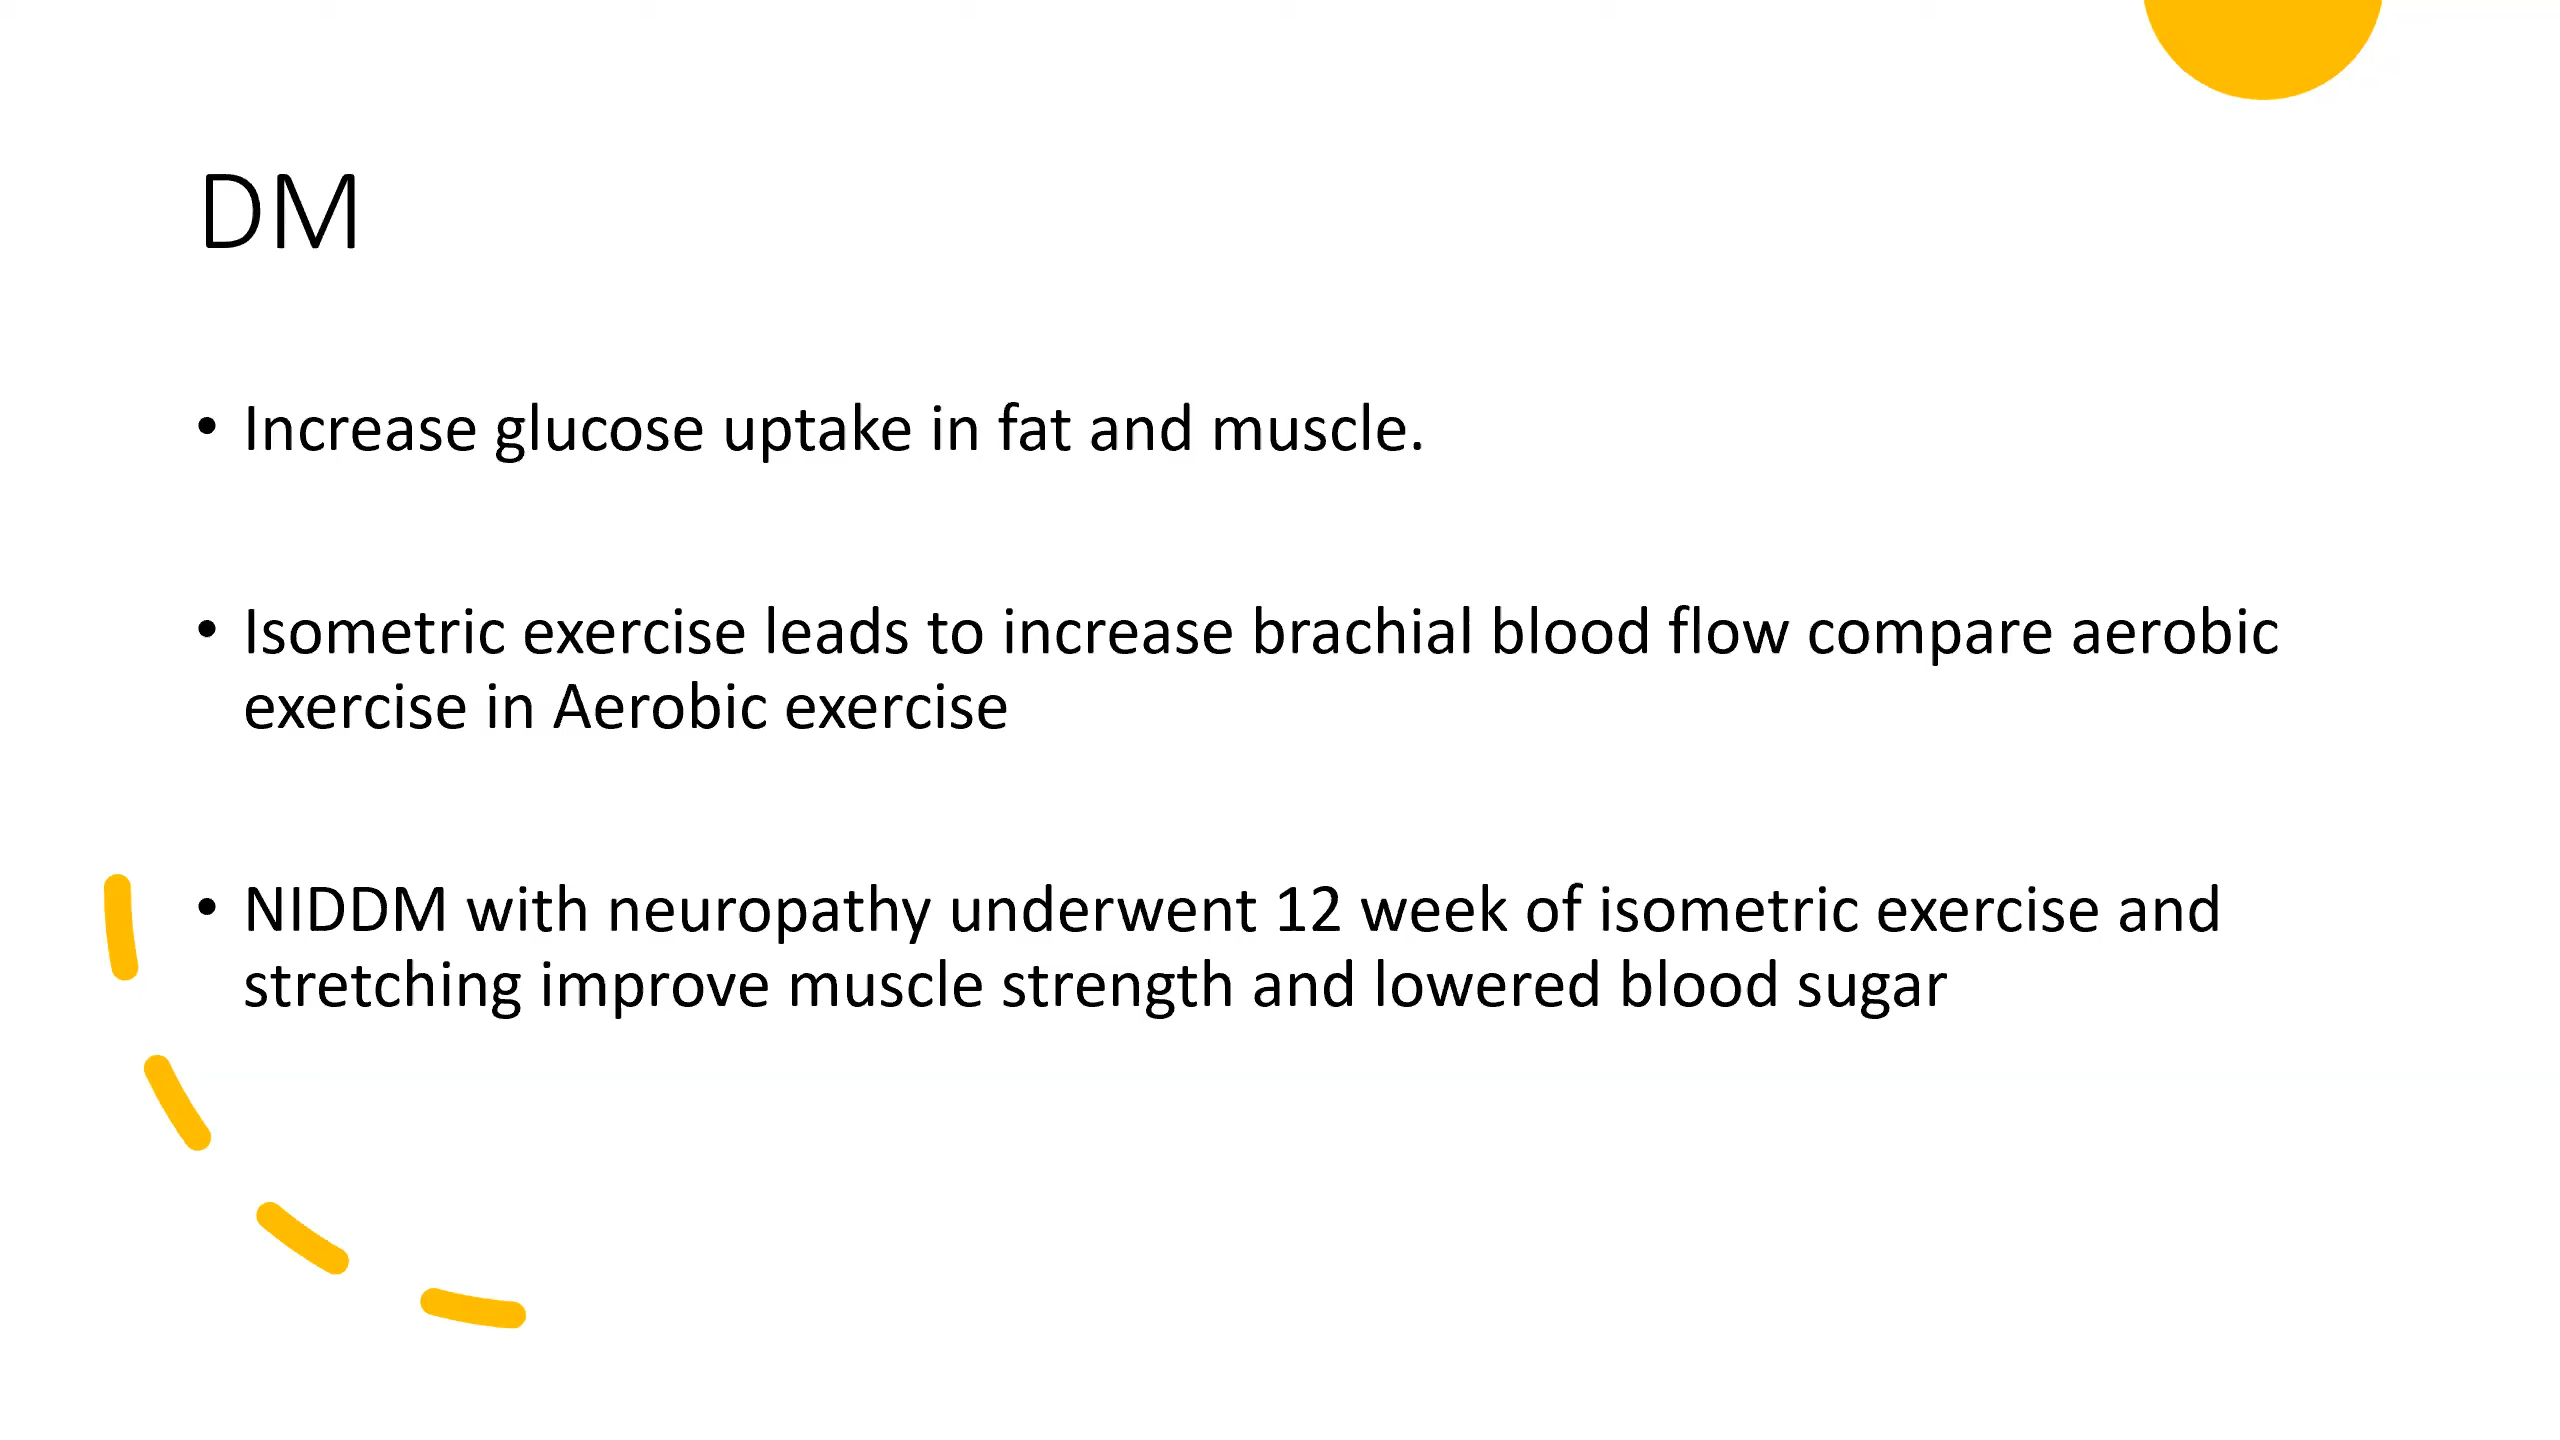 DM
• Increase glucose uptake in fat and muscle.
• Isometric exercise leads to increase brachial blood flow compare aerobic
exercise in Aerobic exercise
• NIDDM with neuropathy underwent 12 week of isometric exercise and
stretching improve muscle strength and lowered blood sugar